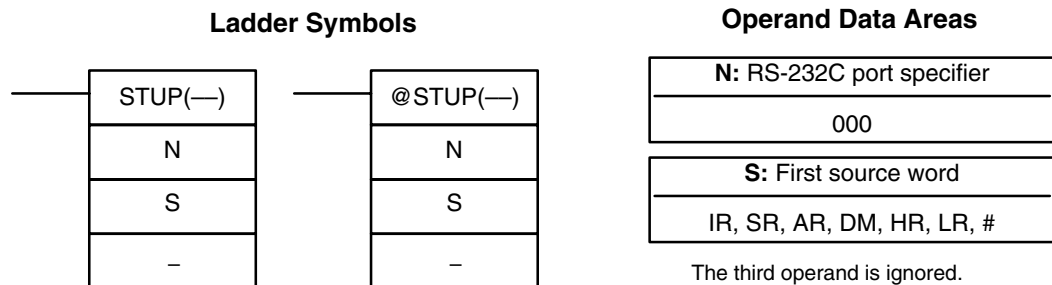 Ladder Symbols
STUP(––)
N
S
–
@STUP(––)
N
S
–
Operand Data Areas
N: RS-232C port specifier
000
S: First source word
IR, SR, AR, DM, HR, LR, #
The third operand is ignored.